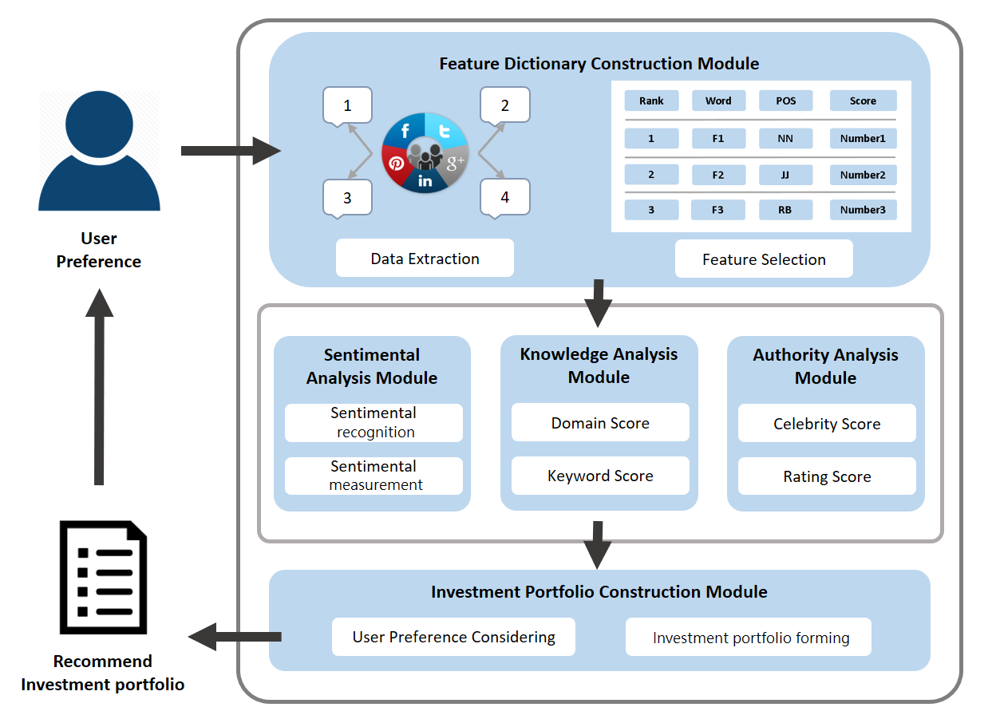 Feature Dictionary Construction Module
1
2
3
4
f
t
g+
in
p
Rank Word POS Score
1 F1 NN Number1
2 F2 JJ Number2
3 F3 RB Number3
Data Extraction
Feature Selection
User
Preference
Sentimental
Analysis Module
Sentimental
recognition
Sentimental
measurement
Knowledge Analysis
Module
Domain Score
Keyword Score
Authority Analysis
Module
Celebrity Score
Rating Score
Investment Portfolio Construction Module
User Preference Considering
Investment portfolio forming
Recommend
Investment portfolio